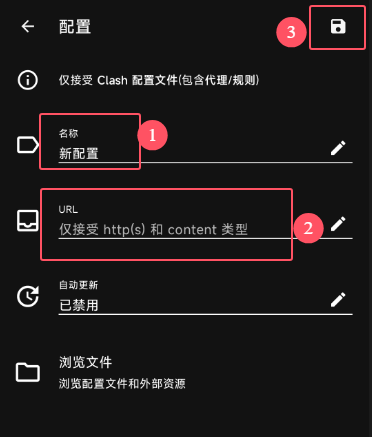 配置
3
仅接受 Clash 配置文件(包含代理/规则)
名称
1
新配置
URL
仅接受 http(s) 和 content 类型
2
自动更新
已禁用
浏览文件
浏览配置文件和外部资源